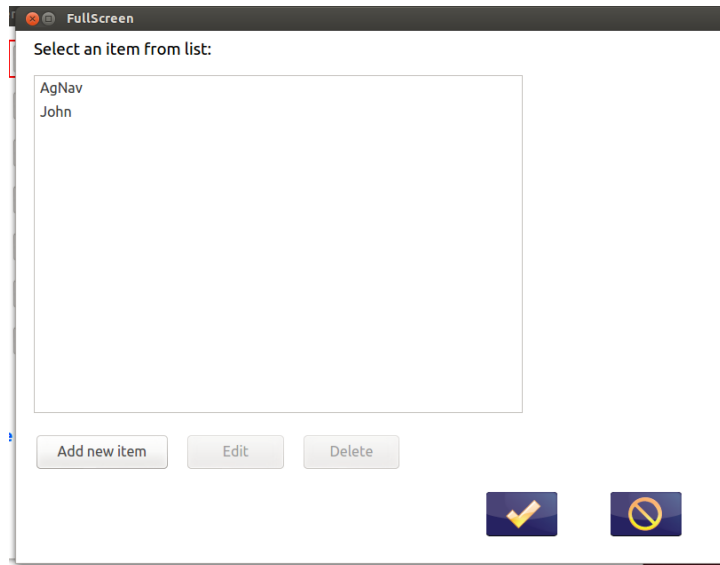 FullScreen
Select an item from list:
AgNav
John
Add new item
Edit
Delete